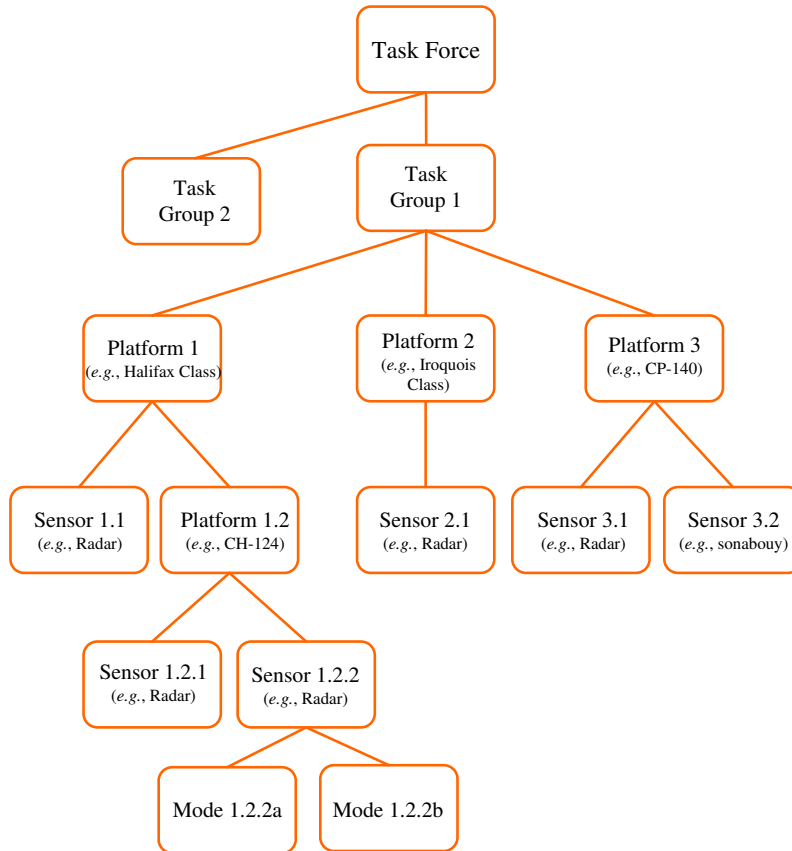 Task Force
Task
Group 2
Task
Group 1
Platform 1
(e.g., Halifax Class)
Platform 2
(e.g., Iroquois
Class)
Platform 3
(e.g., CP-140)
Sensor 1.1
(e.g., Radar)
Platform 1.2
(e.g., CH-124)
Sensor 2.1
(e.g., Radar)
Sensor 3.1
(e.g., Radar)
Sensor 3.2
(e.g., sonabouy)
Sensor 1.2.1
(e.g., Radar)
Sensor 1.2.2
(e.g., Radar)
Mode 1.2.2a
Mode 1.2.2b